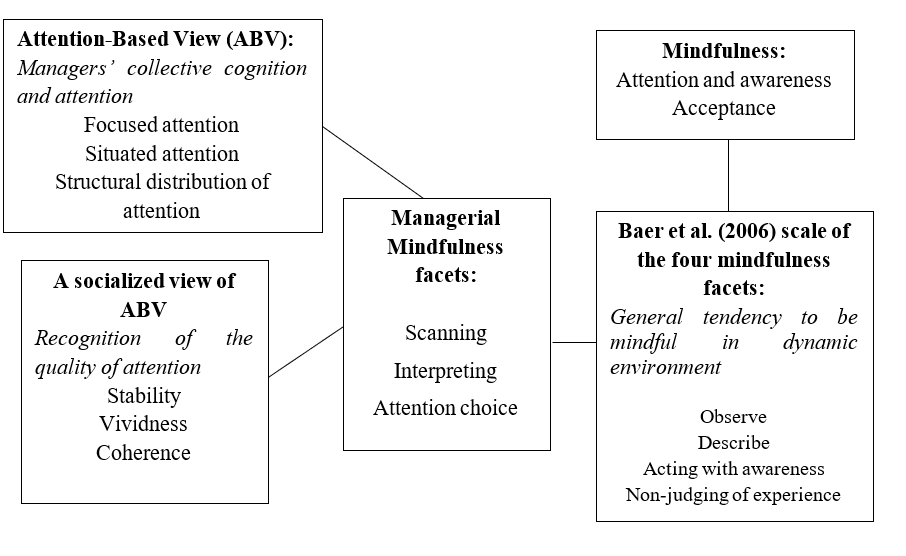 Attention-Based View (ABV):
Managers’ collective cognition
and attention
Focused attention
Situated attention
Structural distribution of
attention
A socialized view of
ABV
Recognition of the
quality of attention
Stability
Vividness
Coherence
Managerial
Mindfulness
facets:
Scanning
Interpreting
Attention choice
Mindfulness:
Attention and awareness
Acceptance
Baer et al. (2006) scale of
the four mindfulness
facets:
General tendency to be
mindful in dynamic
environment
Observe
Describe
Acting with awareness
Non-judging of experience